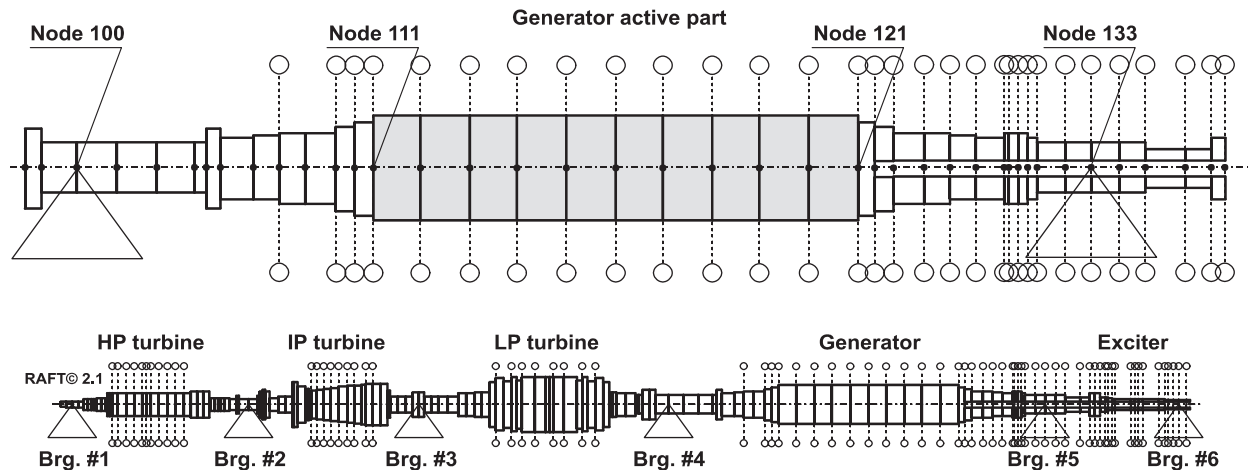 Generator active part
Node 100
Node 111
Node 121
Node 133
HP turbine
IP turbine
LP turbine
Generator
Exciter
RAFT© 2.1
Brg. #1
Brg. #2
Brg. #3
Brg. #4
Brg. #5
Brg. #6